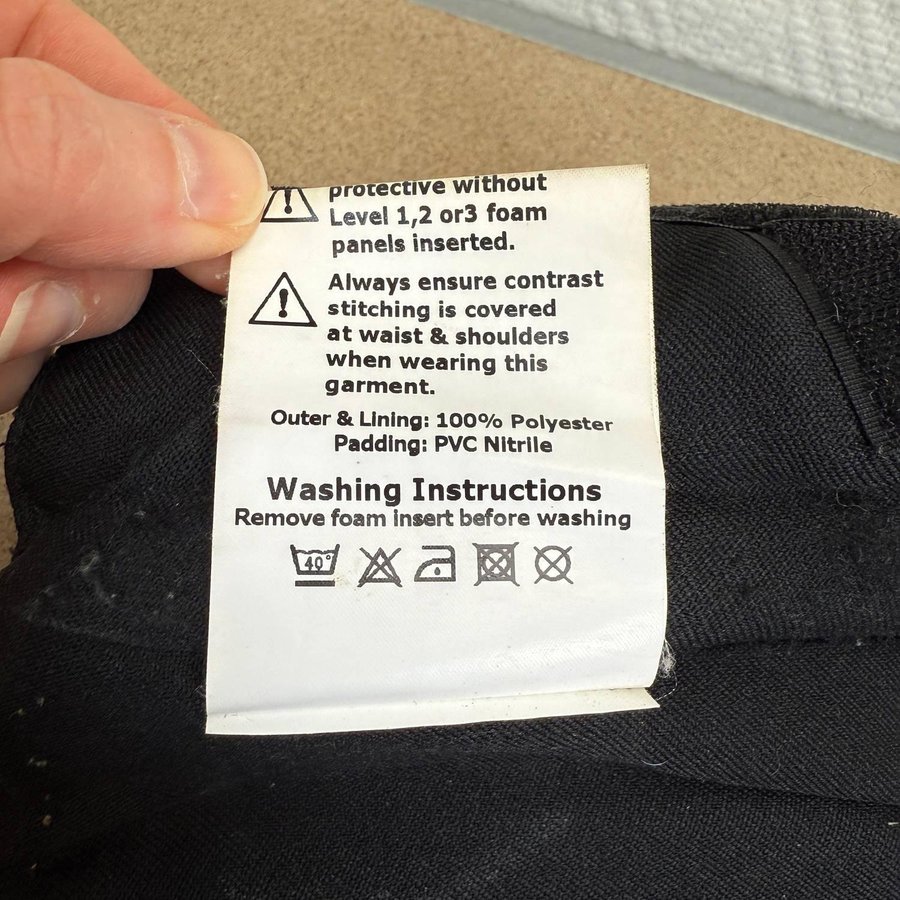 protective without
Level 1,2 or3 foam
panels inserted.
Always ensure contrast
stitching is covered
at waist & shoulders
when wearing this
garment.
Outer & Lining: 100% Polyester
Padding: PVC Nitrile
Washing Instructions
Remove foam insert before washing
40°